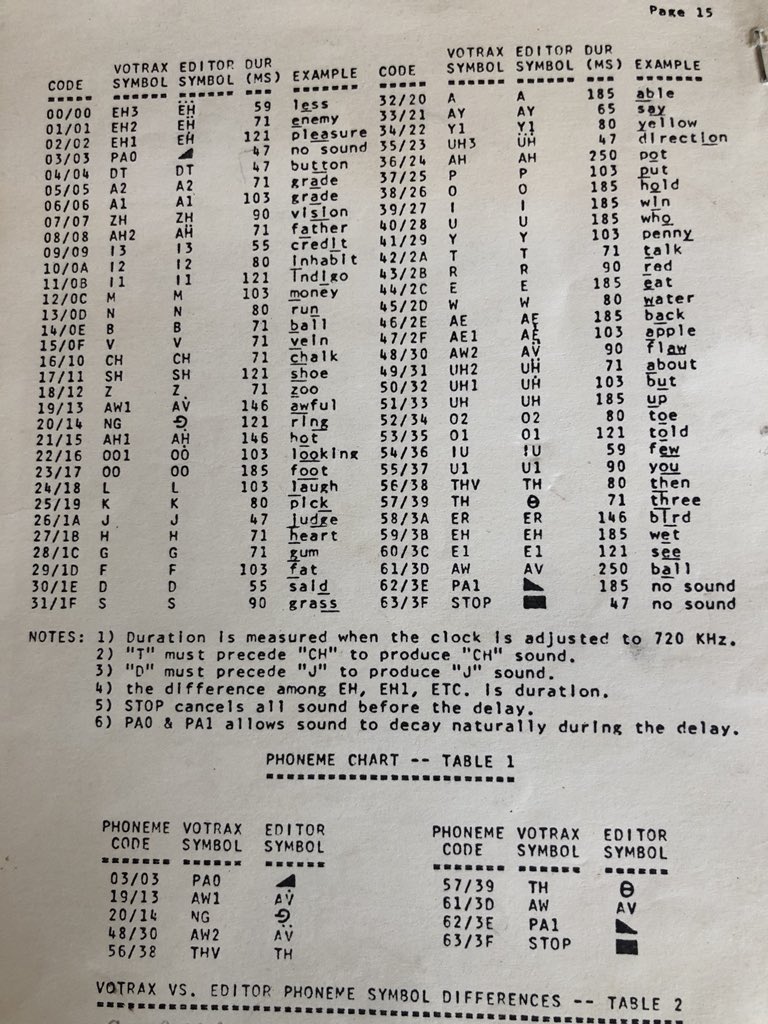 Page 15
CODE VOTRAX SYMBOL EDITOR SYMBOL DUR (MS) EXAMPLE CODE VOTRAX SYMBOL EDITOR SYMBOL DUR (MS) EXAMPLE
00/00 EH3 ËH 59 less 32/20 A A 185 able
01/01 EH2 ËH 71 enemy 33/21 AY AY 65 say
02/02 EH1 ĖH 121 pleasure 34/22 Y1 Y1 80 yellow
03/03 PA0 ◢ 47 no sound 35/23 UH3 ÜH 47 direction
04/04 DT DT 47 button 36/24 AH AH 250 pot
05/05 A2 A2 71 grade 37/25 P P 103 put
06/06 A1 A1 103 grade 38/26 O O 185 hold
07/07 ZH ZH 90 vision 39/27 I I 185 win
08/08 AH2 AḦ 71 father 40/28 U U 185 who
09/09 I3 I3 55 credit 41/29 Y Y 103 penny
10/0A I2 I2 80 inhabit 42/2A T T 71 talk
11/0B I1 I1 121 indigo 43/2B R R 90 red
12/0C M M 103 money 44/2C E E 185 eat
13/0D N N 80 run 45/2D W W 80 water
14/0E B B 71 ball 46/2E AE AE 185 back
15/0F V V 71 vein 47/2F AE1 AĖ 103 apple
16/10 CH CH 71 chalk 48/30 AW2 AV̈ 90 flaw
17/11 SH SH 121 shoe 49/31 UH2 UḦ 71 about
18/12 Z Z 71 zoo 50/32 UH1 UḢ 103 but
19/13 AW1 AV̇ 146 awful 51/33 UH UH 185 up
20/14 NG 121 ring 52/34 O2 O2 80 toe
21/15 AH1 AḢ 146 hot 53/35 O1 O1 121 told
22/16 OO1 OȮ 103 looking 54/36 IU IU 59 few
23/17 OO OO 185 foot 55/37 U1 U1 90 you
24/18 L L 103 laugh 56/38 THV TH 80 then
25/19 K K 80 pick 57/39 TH Ɵ 71 three
26/1A J J 47 judge 58/3A ER ER 146 bird
27/1B H H 71 heart 59/3B EH EH 185 wet
28/1C G G 71 gum 60/3C E1 E1 121 see
29/1D F F 103 fat 61/3D AW AV 250 ball
30/1E D D 55 said 62/3E PA1 ◣ 185 no sound
31/1F S S 90 grass 63/3F STOP ■ 47 no sound
NOTES: 1) Duration is measured when the clock is adjusted to 720 KHz.
2) "T" must precede "CH" to produce "CH" sound.
3) "D" must precede "J" to produce "J" sound.
4) the difference among EH, EH1, ETC. is duration.
5) STOP cancels all sound before the delay.
6) PA0 & PA1 allows sound to decay naturally during the delay.
PHONEME CHART -- TABLE 1
PHONEME CODE VOTRAX SYMBOL EDITOR SYMBOL PHONEME CODE VOTRAX SYMBOL EDITOR SYMBOL
03/03 PA0 ◢ 57/39 TH Ɵ
19/13 AW1 AV̇ 61/3D AW AV
20/14 NG 62/3E PA1 ◣
48/30 AW2 AV̈ 63/3F STOP ■
56/38 THV TH
VOTRAX VS. EDITOR PHONEME SYMBOL DIFFERENCES -- TABLE 2